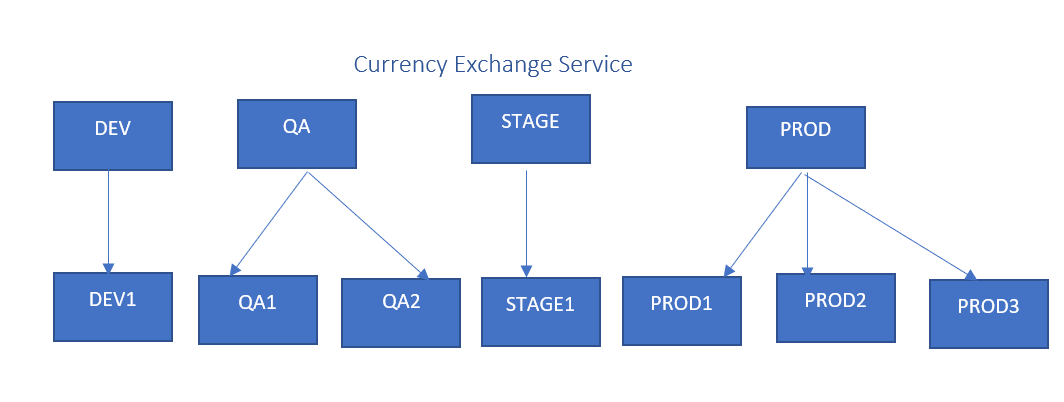 Currency Exchange Service
DEV
QA
STAGE
PROD
DEV1
QA1
QA2
STAGE1
PROD1
PROD2
PROD3